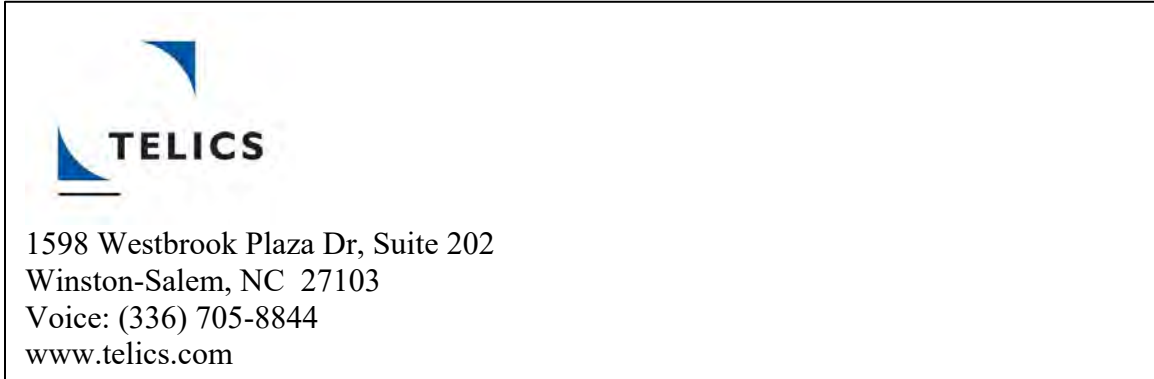 TELICS
1598 Westbrook Plaza Dr, Suite 202
Winston-Salem, NC  27103
Voice: (336) 705-8844
www.telics.com